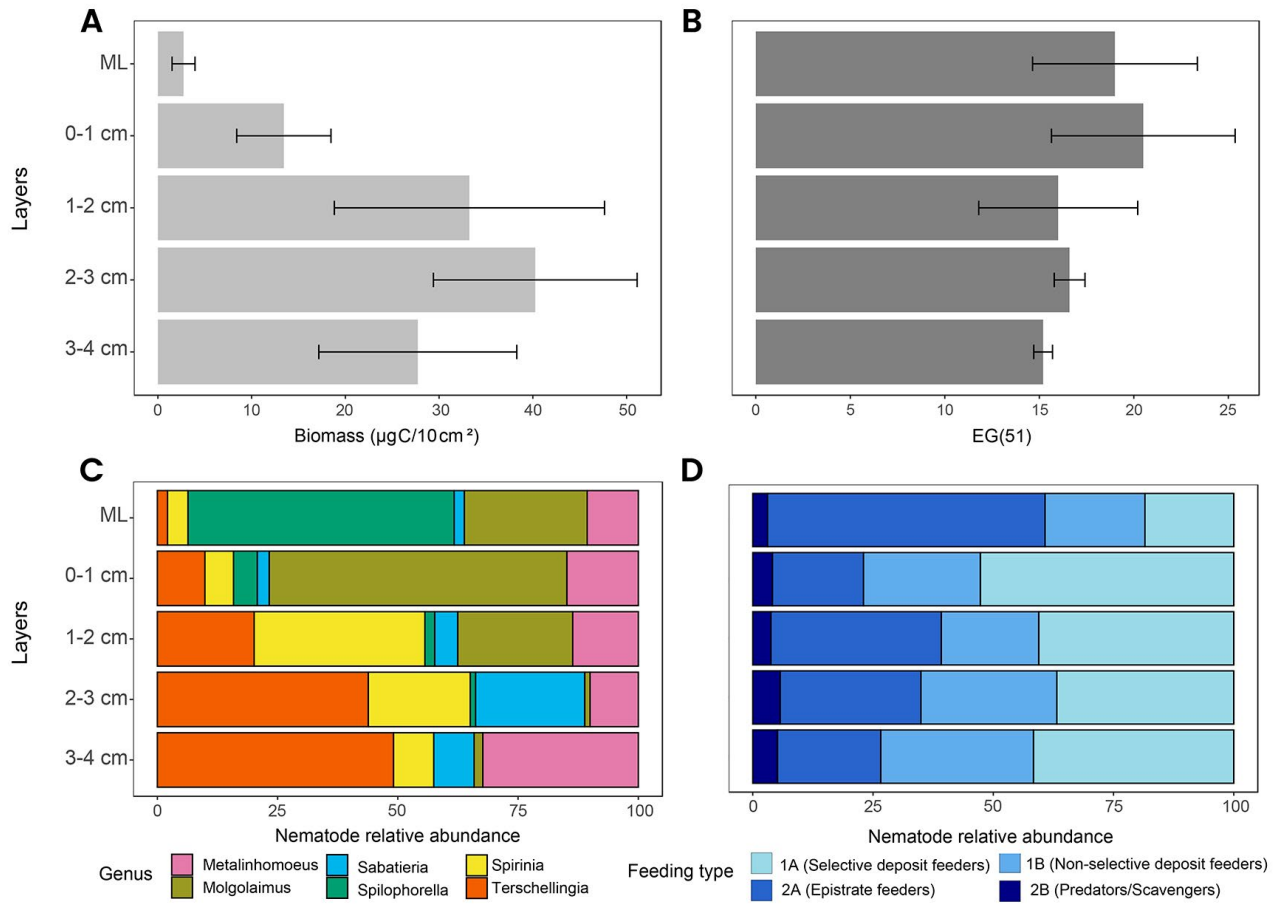 A
B
Layers
ML
0-1 cm
1-2 cm
2-3 cm
3-4 cm
0 10 20 30 40 50
Biomass (µgC/10cm²)
0 5 10 15 20 25
EG(51)
C
D
Layers
ML
0-1 cm
1-2 cm
2-3 cm
3-4 cm
0 25 50 75 100
Nematode relative abundance
0 25 50 75 100
Nematode relative abundance
Genus
Metalinhomoeus Sabatieria Spirinia
Molgolaimus Spilophorella Terschellingia
Feeding type
1A (Selective deposit feeders) 1B (Non-selective deposit feeders)
2A (Epistrate feeders) 2B (Predators/Scavengers)